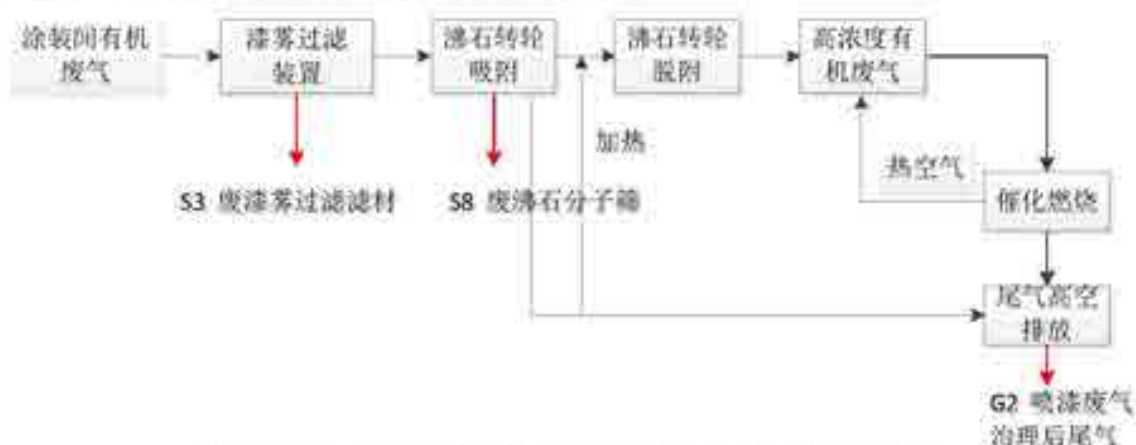 涂装间有机
废气
漆雾过滤
装置
沸石转轮
吸附
沸石转轮
脱附
高浓度有
机废气
加热
热空气
S3 废漆雾过滤滤材
S8 废沸石分子筛
催化燃烧
尾气高空
排放
G2 喷漆废气
治理后尾气